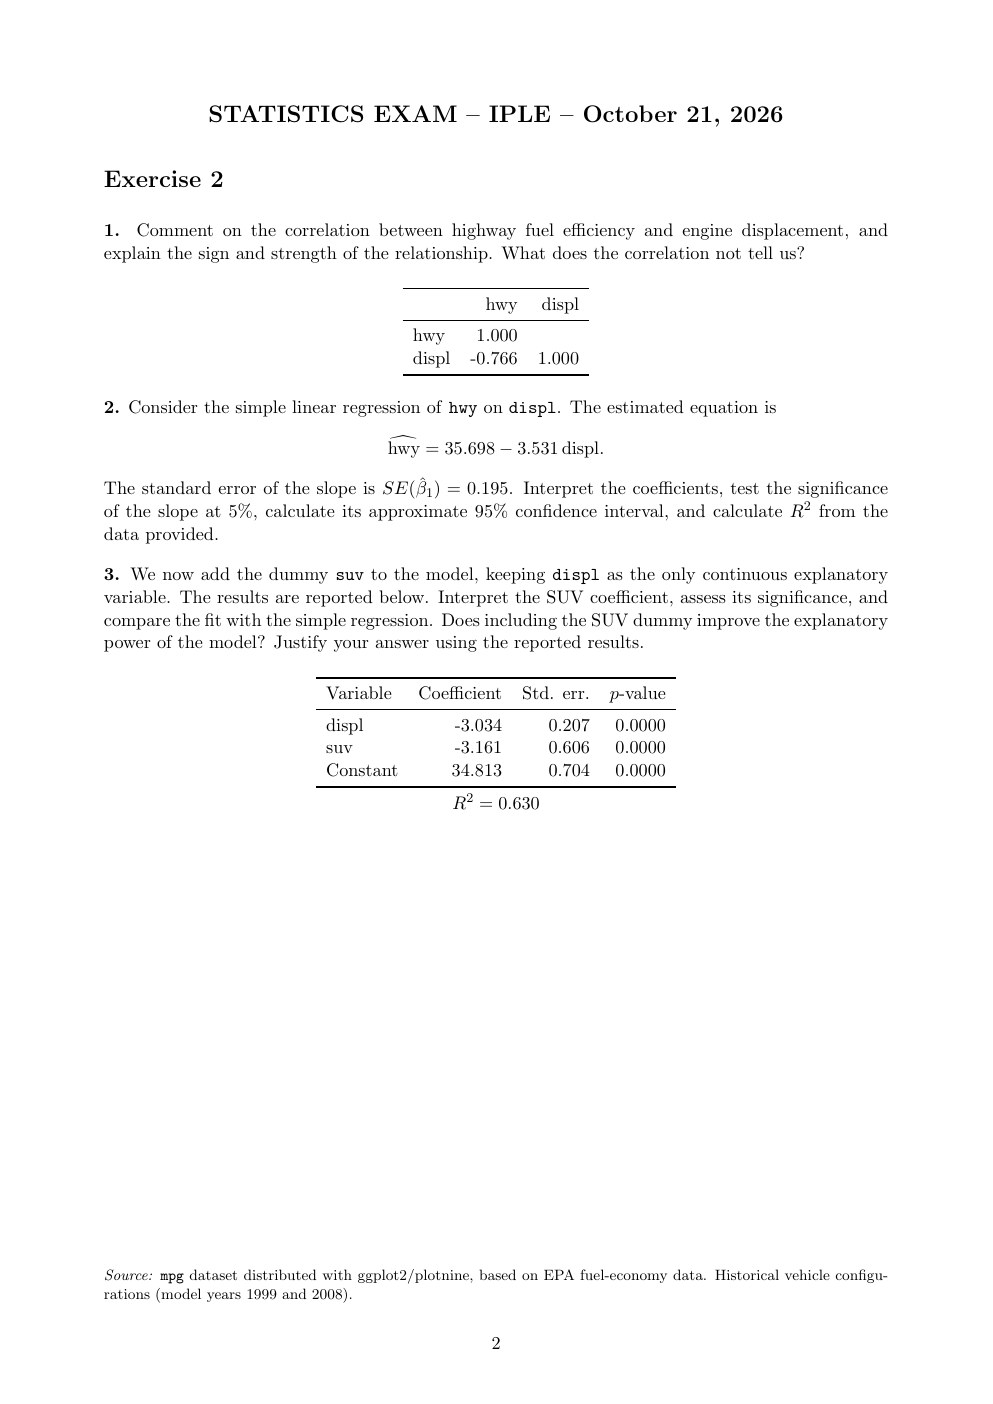 STATISTICS EXAM – IPLE – October 21, 2026
Exercise 2
1. Comment on the correlation between highway fuel efficiency and engine displacement, and
explain the sign and strength of the relationship. What does the correlation not tell us?
hwy displ
hwy 1.000
displ -0.766 1.000
2. Consider the simple linear regression of hwy on displ. The estimated equation is
$\widehat{\text{hwy}} = 35.698 - 3.531\,\text{displ}.$
The standard error of the slope is $SE(\hat{\beta}_1) = 0.195$. Interpret the coefficients, test the significance
of the slope at 5%, calculate its approximate 95% confidence interval, and calculate $R^2$ from the
data provided.
3. We now add the dummy suv to the model, keeping displ as the only continuous explanatory
variable. The results are reported below. Interpret the SUV coefficient, assess its significance, and
compare the fit with the simple regression. Does including the SUV dummy improve the explanatory
power of the model? Justify your answer using the reported results.
Variable Coefficient Std. err. p-value
displ -3.034 0.207 0.0000
suv -3.161 0.606 0.0000
Constant 34.813 0.704 0.0000
$R^2 = 0.630$
Source: mpg dataset distributed with ggplot2/plotnine, based on EPA fuel-economy data. Historical vehicle configu-
rations (model years 1999 and 2008).
2